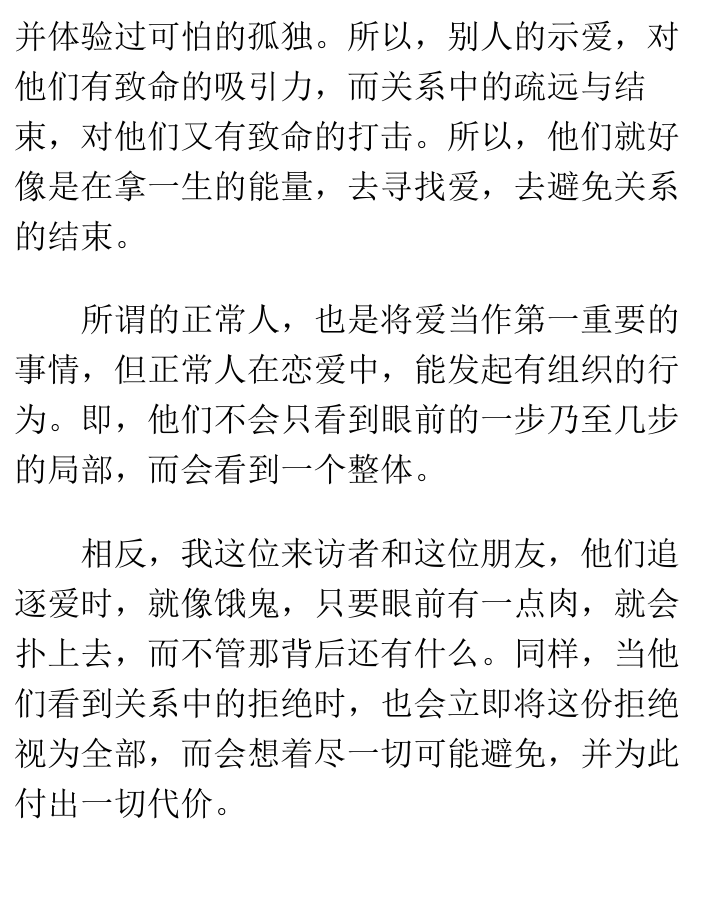 并体验过可怕的孤独。所以，别人的示爱，对
他们有致命的吸引力，而关系中的疏远与结
束，对他们又有致命的打击。所以，他们就好
像是在拿一生的能量，去寻找爱，去避免关系
的结束。
所谓的正常人，也是将爱当作第一重要的
事情，但正常人在恋爱中，能发起有组织的行
为。即，他们不会只看到眼前的一步乃至几步
的局部，而会看到一个整体。
相反，我这位来访者和这位朋友，他们追
逐爱时，就像饿鬼，只要眼前有一点肉，就会
扑上去，而不管那背后还有什么。同样，当他
们看到关系中的拒绝时，也会立即将这份拒绝
视为全部，而会想着尽一切可能避免，并为此
付出一切代价。